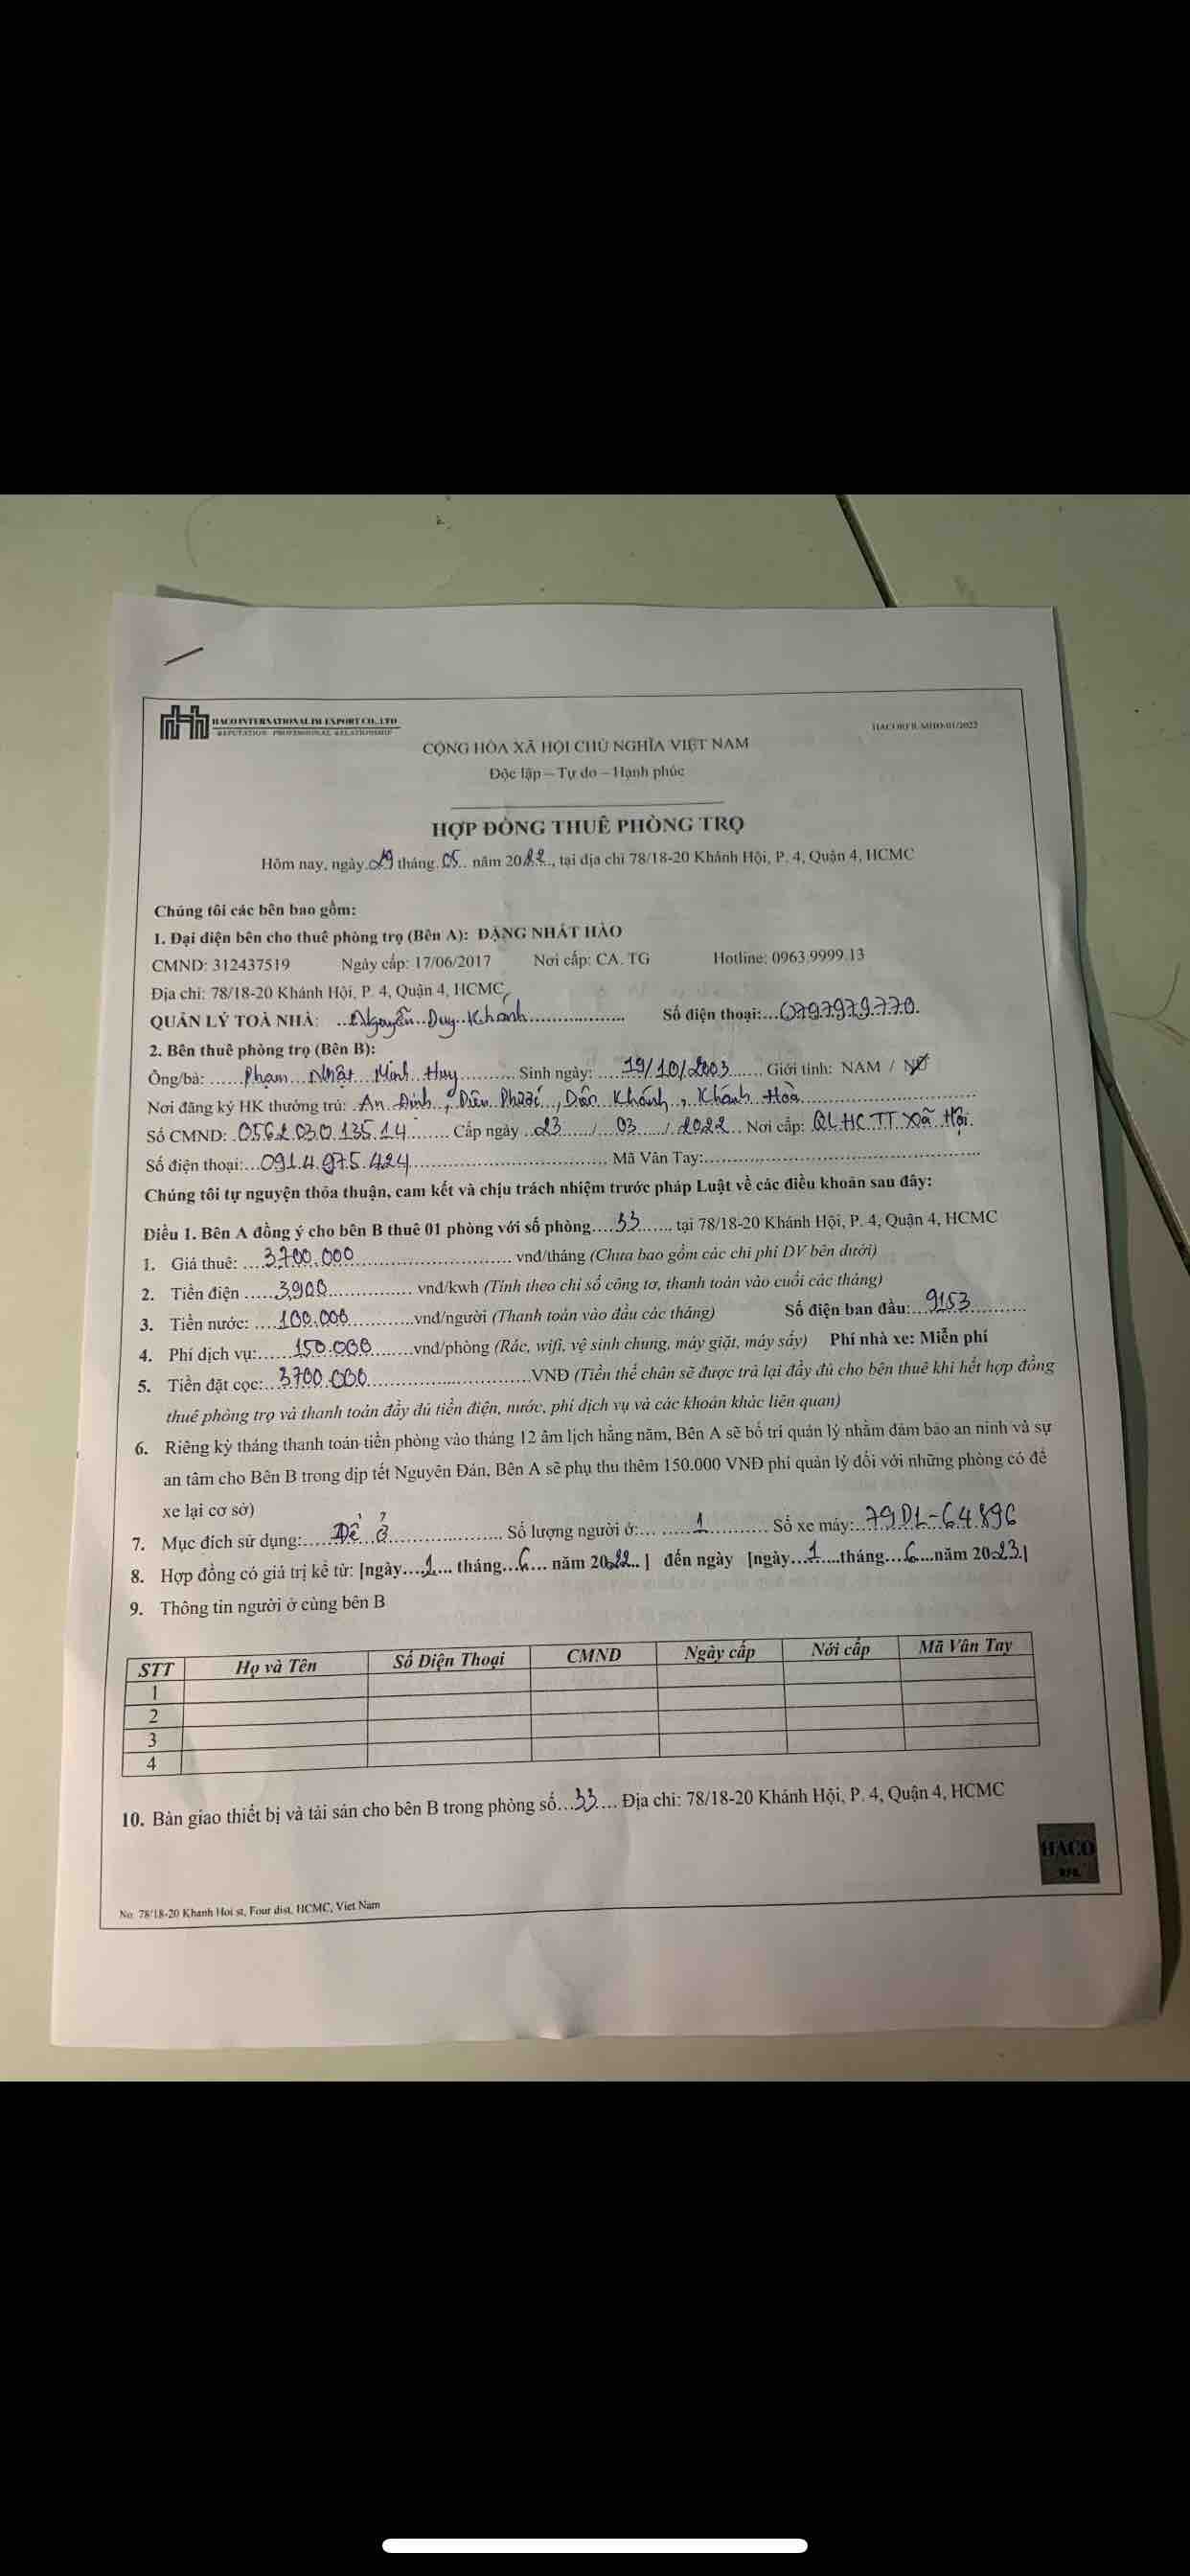 HACO INTERNATIONAL IM EXPORT CO., LTD
REPUTATION PROFESSIONAL RELATIONSHIP
CỘNG HÒA XÃ HỘI CHỦ NGHĨA VIỆT NAM
Độc lập – Tự do – Hạnh phúc
HỢP ĐỒNG THUÊ PHÒNG TRỌ
Hôm nay, ngày 29 tháng 05 năm 2022, tại địa chỉ 78/18-20 Khánh Hội, P. 4, Quận 4, HCMC
Chúng tôi các bên bao gồm:
1. Đại diện bên cho thuê phòng trọ (Bên A): ĐẶNG NHẤT HÀO
CMND: 312437519 Ngày cấp: 17/06/2017 Nơi cấp: CA. TG Hotline: 0963.9999.13
Địa chỉ: 78/18-20 Khánh Hội, P. 4, Quận 4, HCMC
QUẢN LÝ TOÀ NHÀ: Nguyễn Duy Khanh Số điện thoại: 0797979770
2. Bên thuê phòng trọ (Bên B):
Ông/bà: Phạm Nhật Minh Huy Sinh ngày: 19/10/2003 Giới tính: NAM / NỮ
Nơi đăng ký HK thường trú: An Định, Diên Phước, Diên Khánh, Khánh Hoà
Số CMND: 056203013514 Cấp ngày 23/03/2022 Nơi cấp: QLHC TT Xã Hội
Số điện thoại: 0914.975.424 Mã Vân Tay:
Chúng tôi tự nguyện thỏa thuận, cam kết và chịu trách nhiệm trước pháp Luật về các điều khoản sau đây:
Điều 1. Bên A đồng ý cho bên B thuê 01 phòng với số phòng 33 tại 78/18-20 Khánh Hội, P. 4, Quận 4, HCMC
1. Giá thuê: 3700.000 vnđ/tháng (Chưa bao gồm các chi phí DV bên dưới)
2. Tiền điện 3,900 vnđ/kwh (Tính theo chỉ số công tơ, thanh toán vào cuối các tháng)
3. Tiền nước: 100.000 vnđ/người (Thanh toán vào đầu các tháng) Số điện ban đầu: 9153
4. Phí dịch vụ: 150.000 vnđ/phòng (Rác, wifi, vệ sinh chung, máy giặt, máy sấy) Phí nhà xe: Miễn phí
5. Tiền đặt cọc: 3700.000 VNĐ (Tiền thế chân sẽ được trả lại đầy đủ cho bên thuê khi hết hợp đồng
thuê phòng trọ và thanh toán đầy đủ tiền điện, nước, phí dịch vụ và các khoản khác liên quan)
6. Riêng kỳ tháng thanh toán tiền phòng vào tháng 12 âm lịch hằng năm, Bên A sẽ bố trí quản lý nhằm đảm bảo an ninh và sự
an tâm cho Bên B trong dịp tết Nguyên Đán, Bên A sẽ phụ thu thêm 150.000 VNĐ phí quản lý đối với những phòng có để
xe lại cơ sở)
7. Mục đích sử dụng: Để ở Số lượng người ở: 1 Số xe máy: 79D1-64896
8. Hợp đồng có giá trị kể từ: [ngày 1 tháng 6 năm 2022] đến ngày [ngày 1 tháng 6 năm 2023]
9. Thông tin người ở cùng bên B
STT Họ và Tên Số Điện Thoại CMND Ngày cấp Nới cấp Mã Vân Tay
1
2
3
4
10. Bàn giao thiết bị và tài sản cho bên B trong phòng số 33 Địa chỉ: 78/18-20 Khánh Hội, P. 4, Quận 4, HCMC
HACO
No: 78/18-20 Khanh Hoi st, Four dist, HCMC, Viet Nam